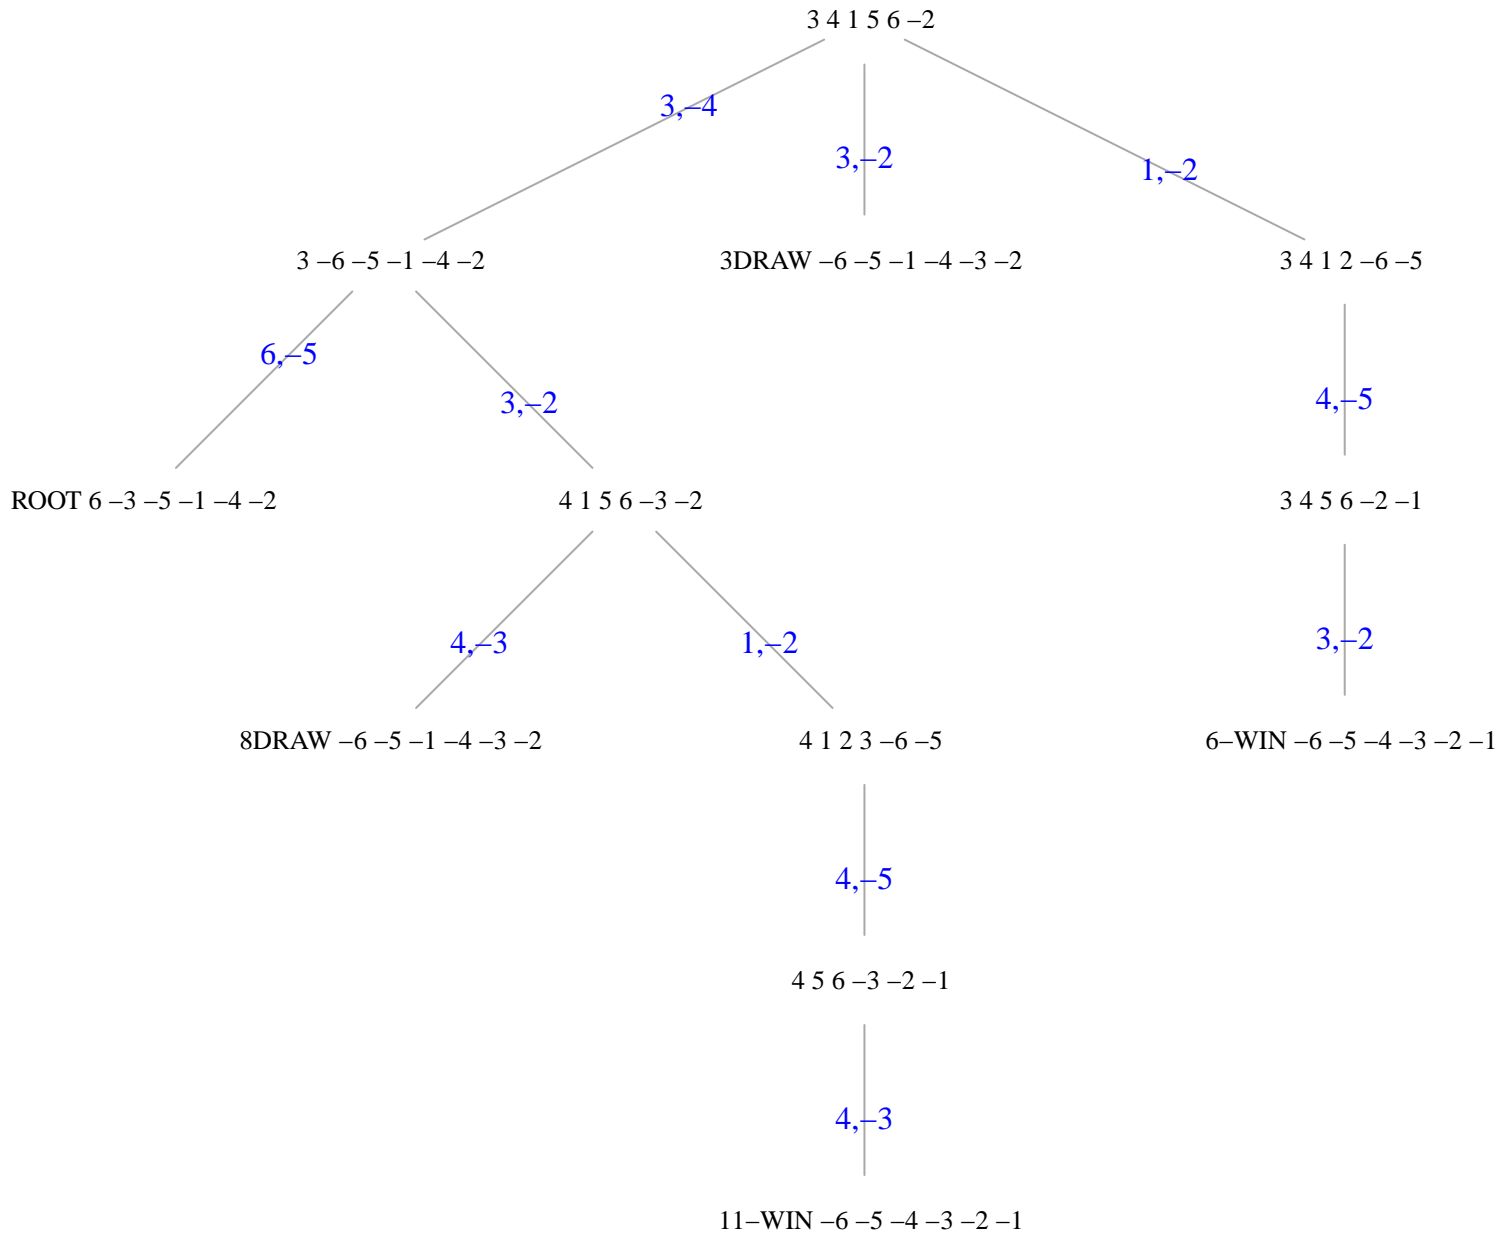 3 4 1 5 6 –2
3,–4
3,–2
1,–2
3 –6 –5 –1 –4 –2
3DRAW –6 –5 –1 –4 –3 –2
3 4 1 2 –6 –5
6,–5
3,–2
4,–5
ROOT 6 –3 –5 –1 –4 –2
4 1 5 6 –3 –2
3 4 5 6 –2 –1
4,–3
1,–2
3,–2
8DRAW –6 –5 –1 –4 –3 –2
4 1 2 3 –6 –5
6–WIN –6 –5 –4 –3 –2 –1
4,–5
4 5 6 –3 –2 –1
4,–3
11–WIN –6 –5 –4 –3 –2 –1